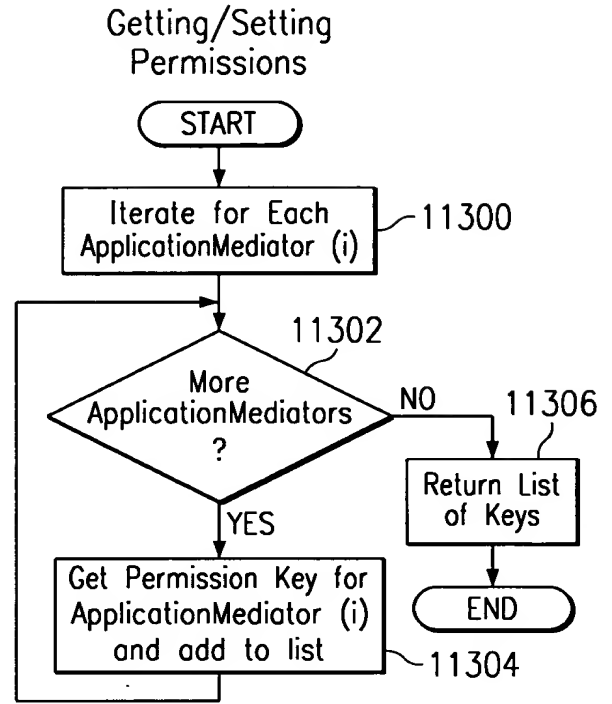 Getting/Setting
Permissions
START
Iterate for Each
ApplicationMediator (i)
11300
11302
More
ApplicationMediators
?
NO
11306
Return List
of Keys
YES
END
Get Permission Key for
ApplicationMediator (i)
and add to list
11304